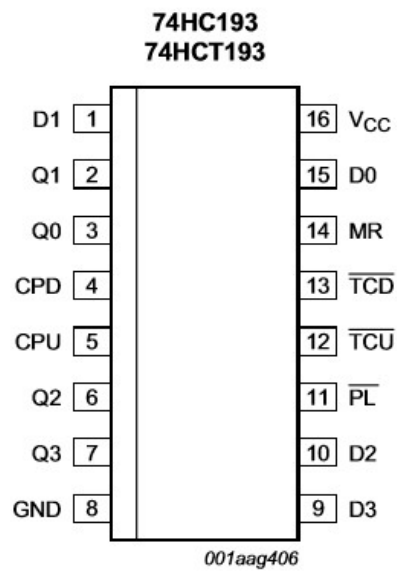 74HC193
74HCT193
D1 1 16 VCC
Q1 2 15 D0
Q0 3 14 MR
CPD 4 13 TCD
CPU 5 12 TCU
Q2 6 11 PL
Q3 7 10 D2
GND 8 9 D3
001aag406